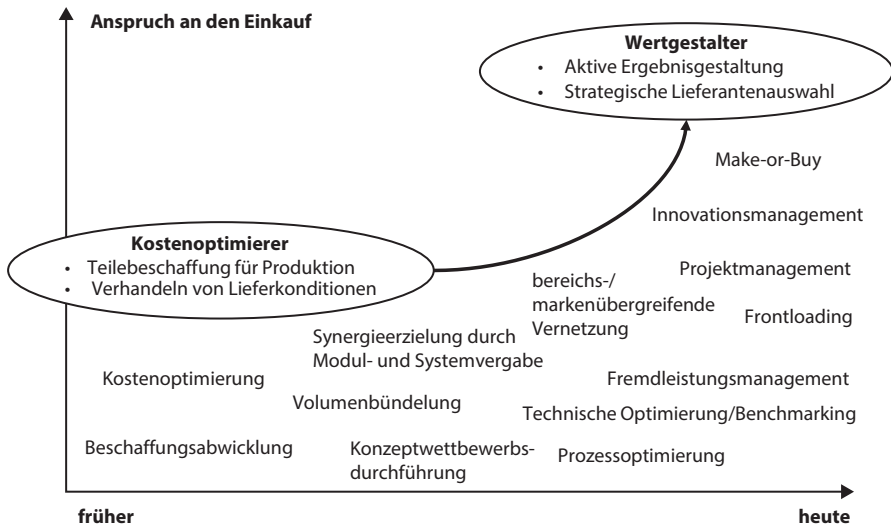 Anspruch an den Einkauf
Wertgestalter
• Aktive Ergebnisgestaltung
• Strategische Lieferantenauswahl
Make-or-Buy
Innovationsmanagement
Kostenoptimierer
• Teilebeschaffung für Produktion
• Verhandeln von Lieferkonditionen
Projektmanagement
bereichs-/
markenübergreifende
Vernetzung
Frontloading
Synergieerzielung durch
Modul- und Systemvergabe
Kostenoptimierung
Fremdleistungsmanagement
Volumenbündelung
Technische Optimierung/Benchmarking
Beschaffungsabwicklung
Konzeptwettbewerbs-
durchführung
Prozessoptimierung
früher
heute